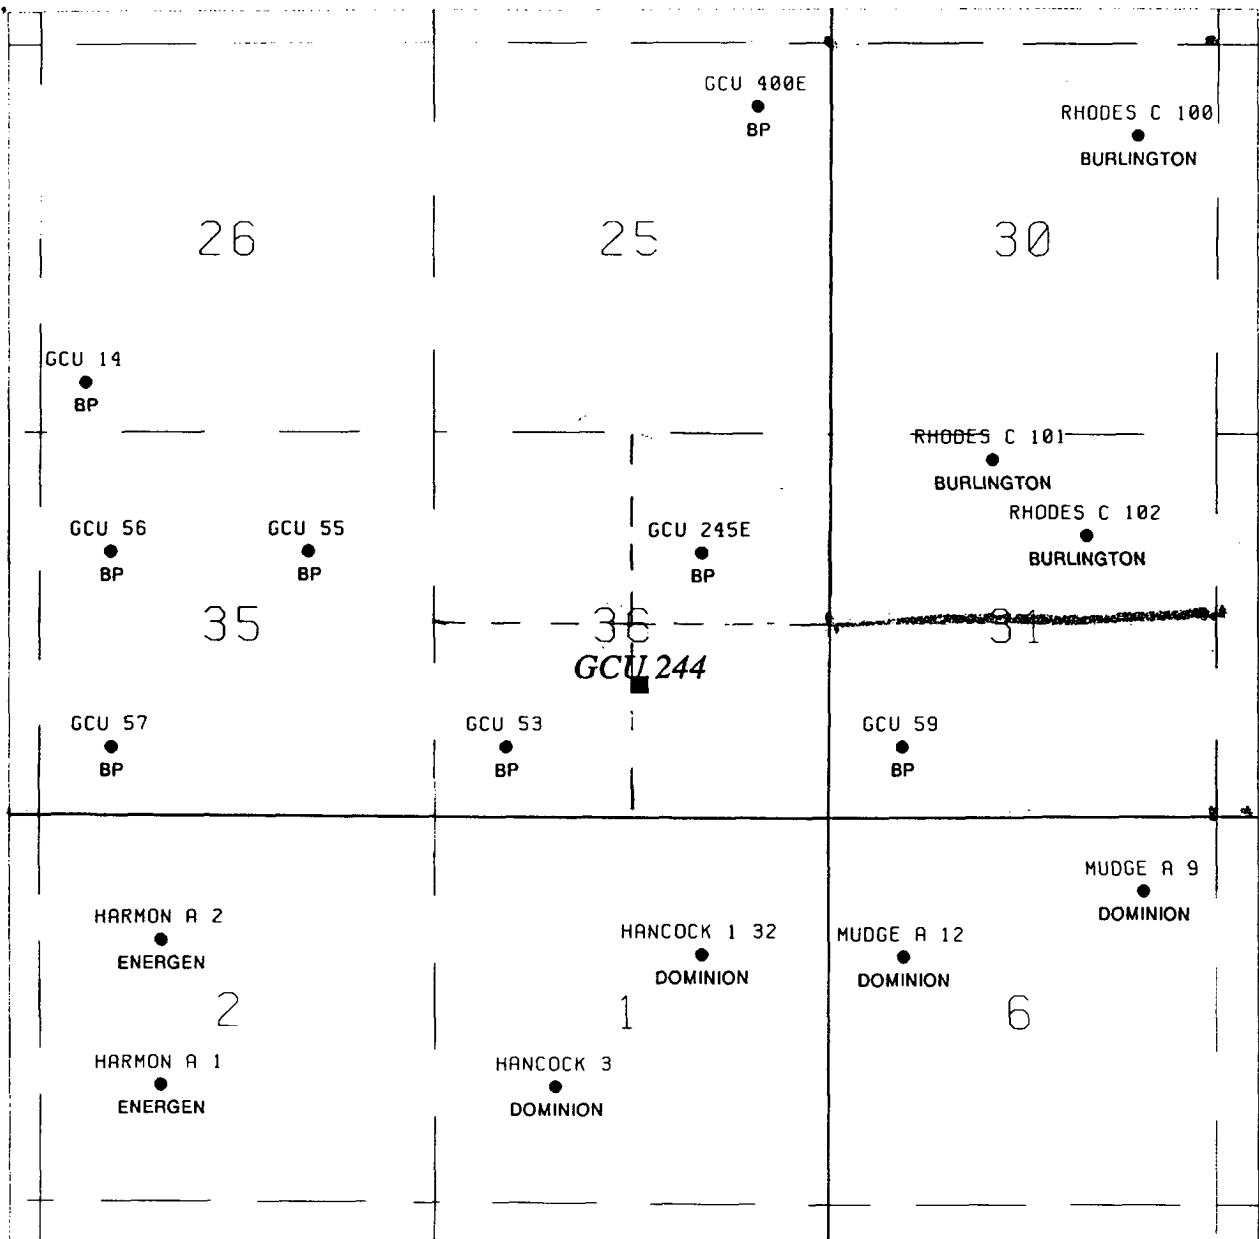 GCU 400E
BP
RHODES C 100
BURLINGTON
26
25
30
GCU 14
BP
RHODES C 101
BURLINGTON
RHODES C 102
BURLINGTON
GCU 56
BP
GCU 55
BP
GCU 245E
BP
35
36
31
GCU 244
GCU 57
BP
GCU 53
BP
GCU 59
BP
MUDGE A 9
DOMINION
HARMON A 2
ENERGEN
HANCOCK 1 32
DOMINION
MUDGE A 12
DOMINION
2
1
6
HARMON A 1
ENERGEN
HANCOCK 3
DOMINION